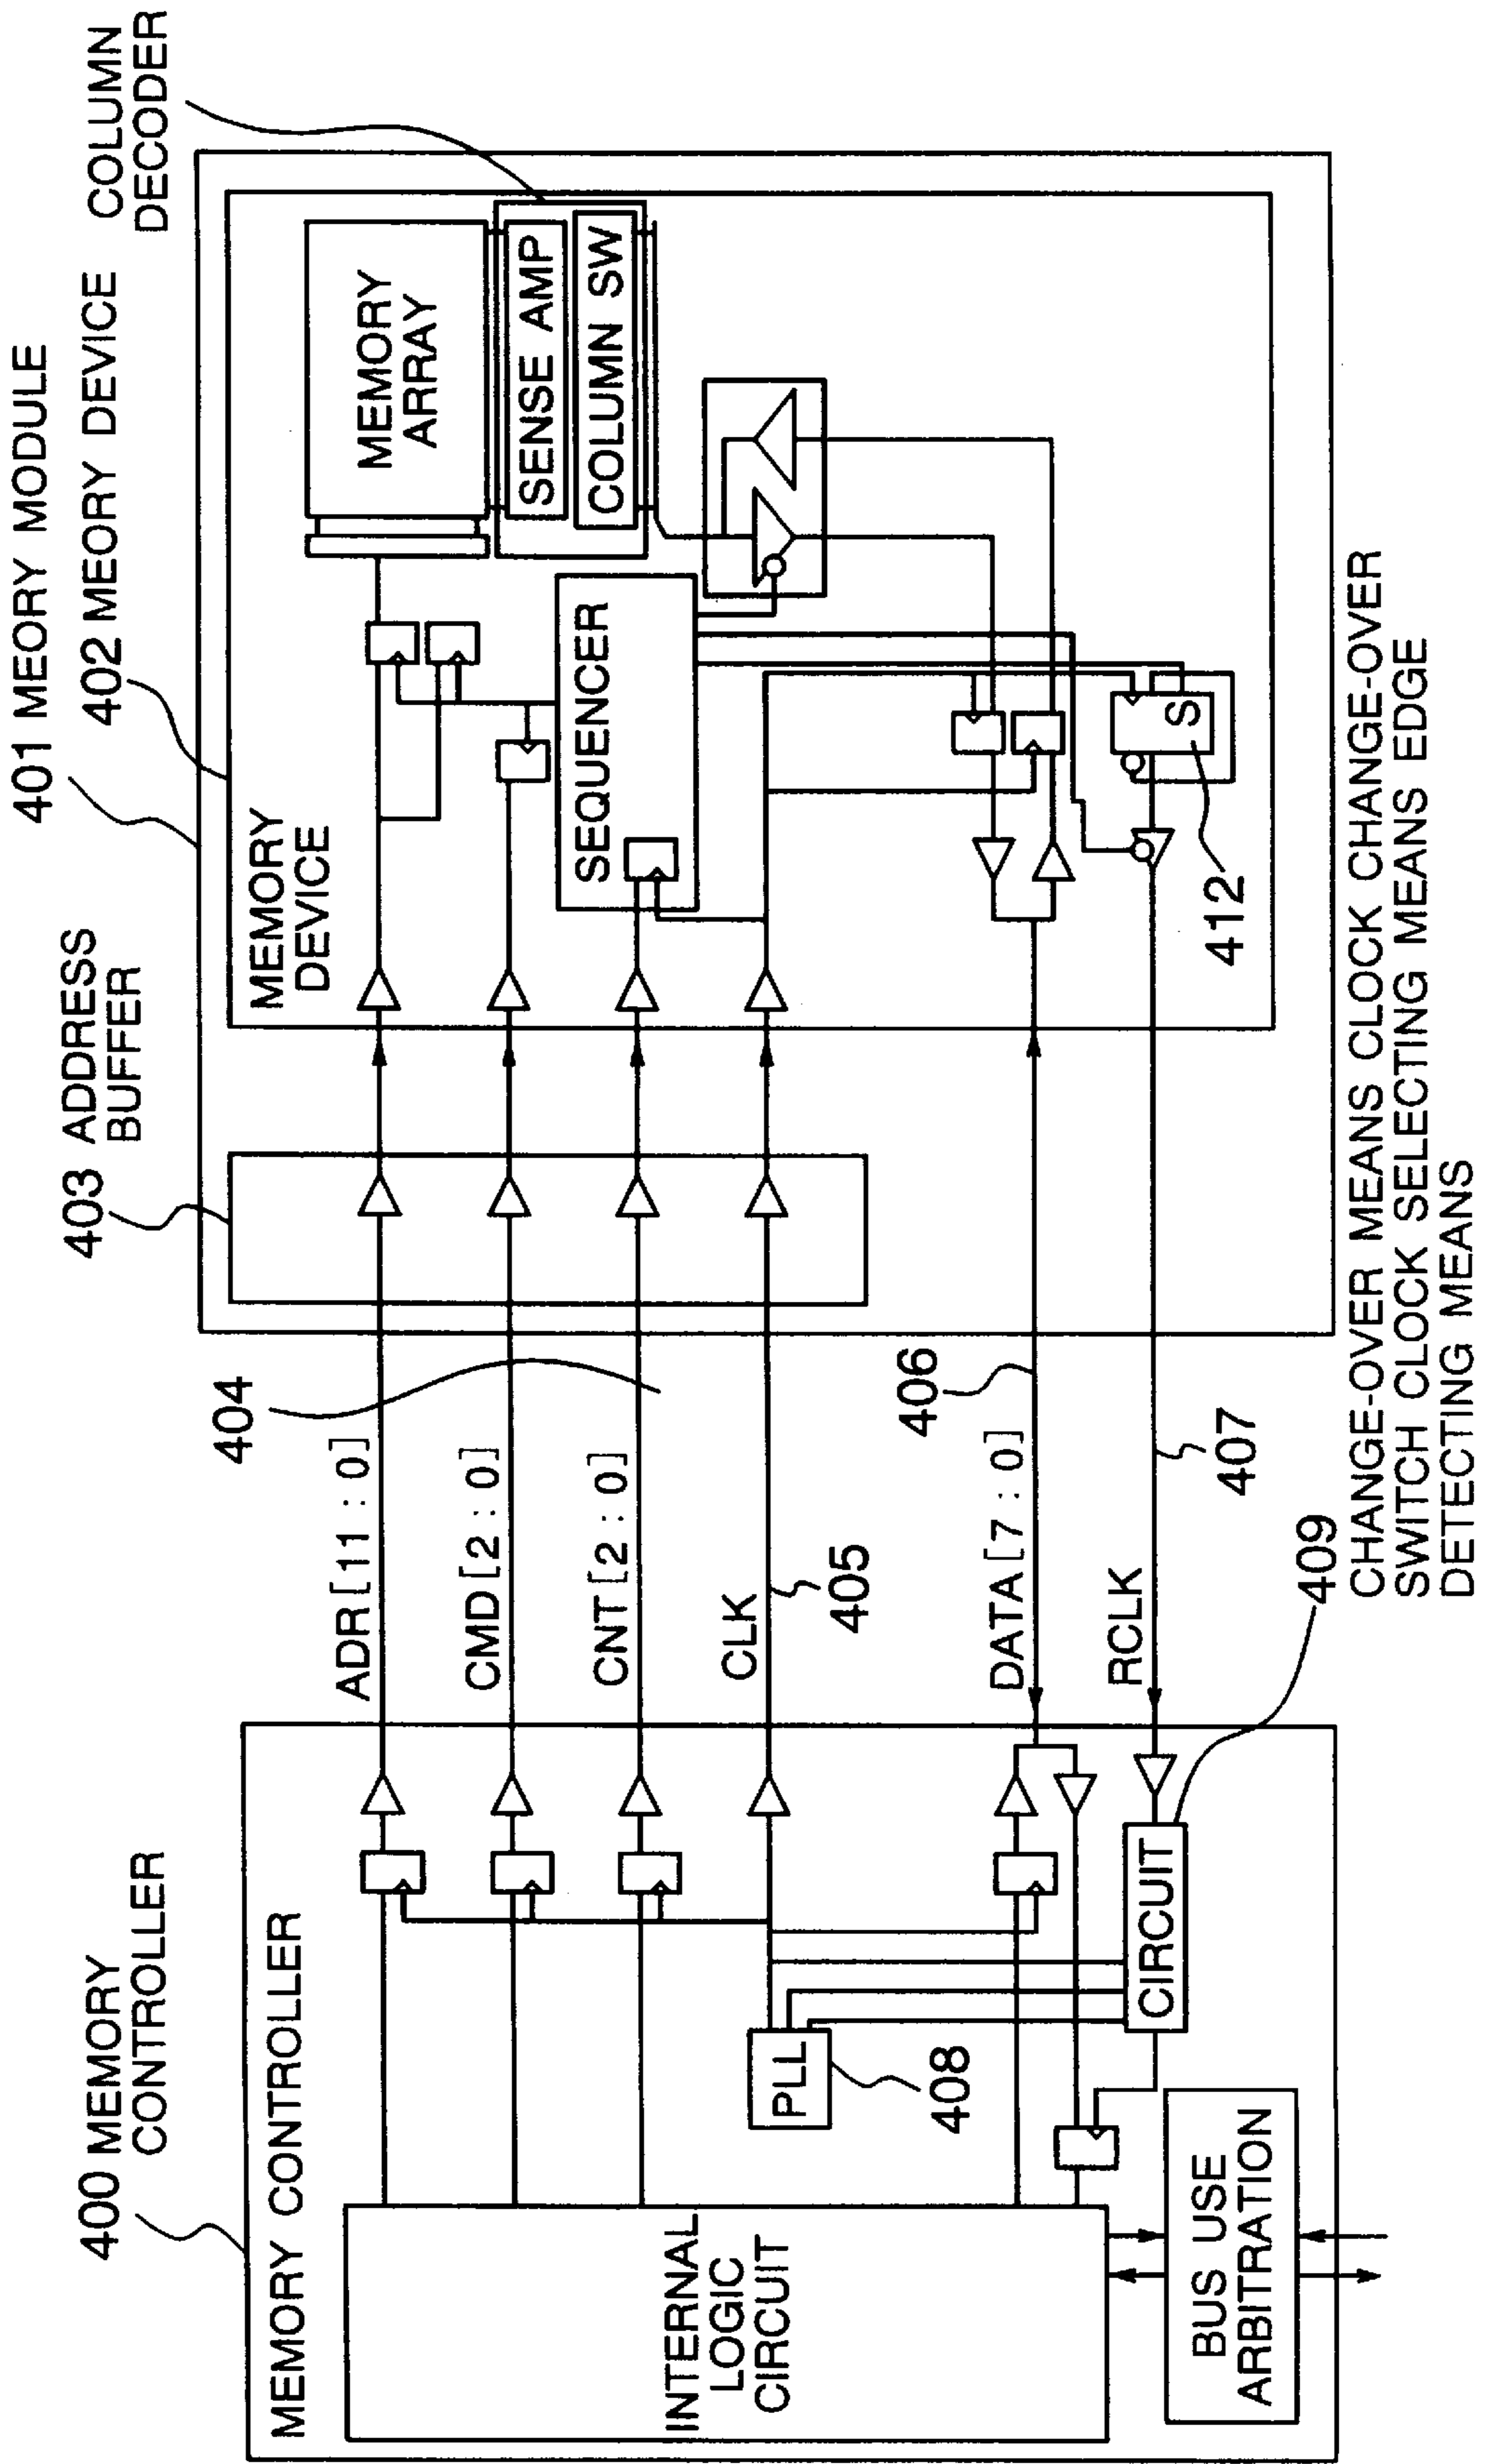 400 MEMORY
CONTROLLER
MEMORY CONTROLLER
INTERNAL
LOGIC
CIRCUIT
BUS USE
ARBITRATION
PLL
408
CIRCUIT
409
CHANGE-OVER MEANS CLOCK CHANGE-OVER
SWITCH CLOCK SELECTING MEANS EDGE
DETECTING MEANS
ADR[11:0]
CMD[2:0]
CNT[2:0]
CLK
DATA[7:0]
RCLK
404
405
406
407
403 ADDRESS
BUFFER
401 MEORY MODULE
402 MEORY DEVICE
COLUMN
DECODER
MEMORY
DEVICE
MEMORY
ARRAY
SENSE AMP
COLUMN SW
SEQUENCER
S
412